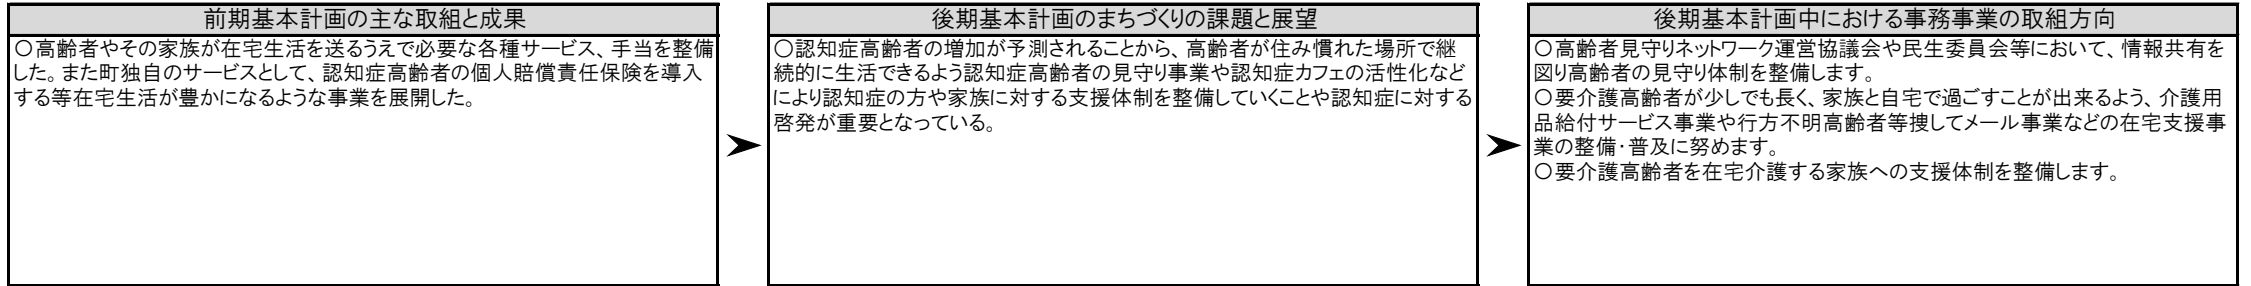 前期基本計画の主な取組と成果
○高齢者やその家族が在宅生活を送るうえで必要な各種サービス、手当を整備
した。また町独自のサービスとして、認知症高齢者の個人賠償責任保険を導入
する等在宅生活が豊かになるような事業を展開した。
後期基本計画のまちづくりの課題と展望
○認知症高齢者の増加が予測されることから、高齢者が住み慣れた場所で継
続的に生活できるよう認知症高齢者の見守り事業や認知症カフェの活性化など
により認知症の方や家族に対する支援体制を整備していくことや認知症に対する
啓発が重要となっている。
後期基本計画中における事務事業の取組方向
○高齢者見守りネットワーク運営協議会や民生委員会等において、情報共有を
図り高齢者の見守り体制を整備します。
○要介護高齢者が少しでも長く、家族と自宅で過ごすことが出来るよう、介護用
品給付サービス事業や行方不明高齢者等捜してメール事業などの在宅支援事
業の整備・普及に努めます。
○要介護高齢者を在宅介護する家族への支援体制を整備します。